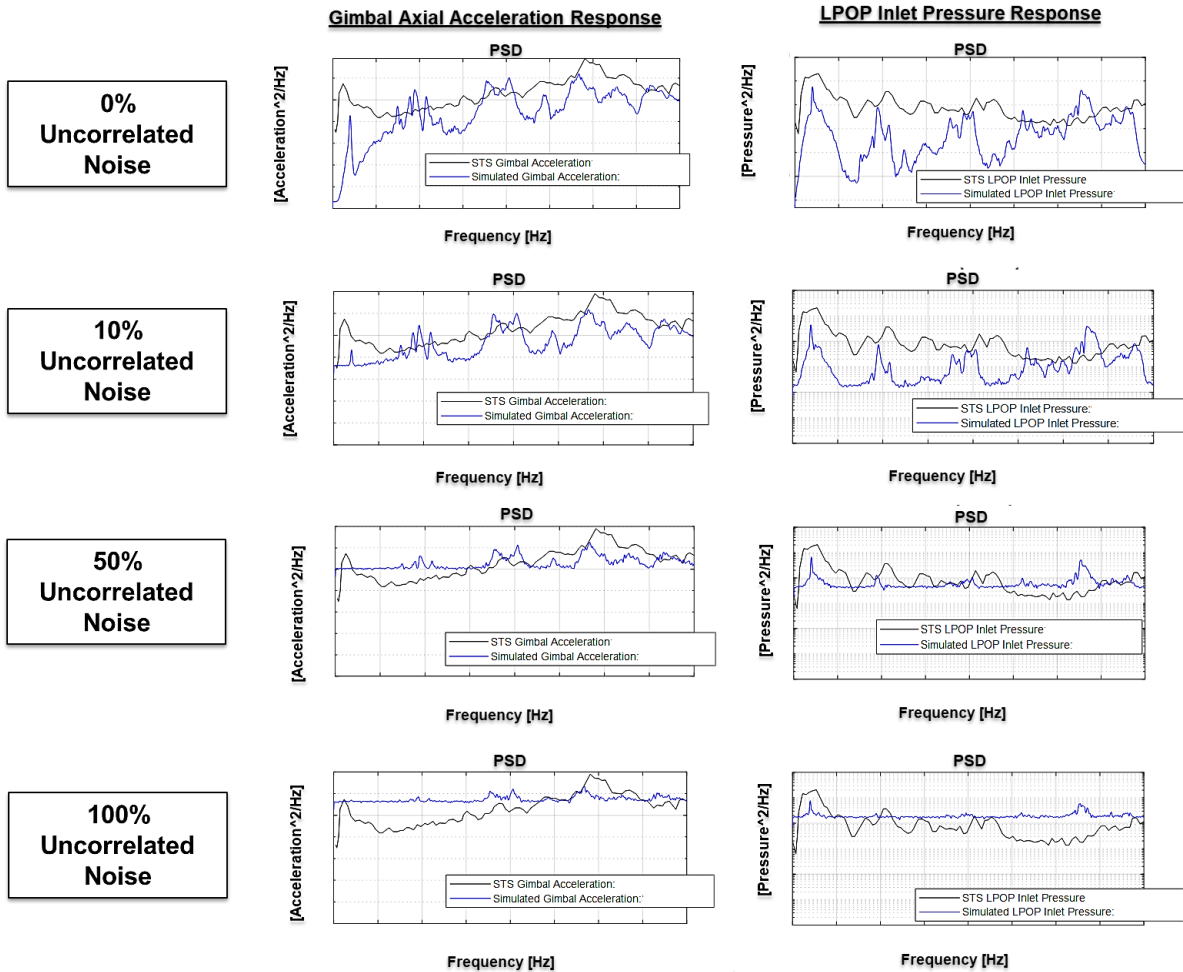 Gimbal Axial Acceleration Response
LPOP Inlet Pressure Response
0%
Uncorrelated
Noise
PSD
[Acceleration^2/Hz]
STS Gimbal Acceleration
Simulated Gimbal Acceleration:
Frequency [Hz]
PSD
[Pressure^2/Hz]
STS LPOP Inlet Pressure
Simulated LPOP Inlet Pressure
Frequency [Hz]
10%
Uncorrelated
Noise
PSD
[Acceleration^2/Hz]
STS Gimbal Acceleration:
Simulated Gimbal Acceleration:
Frequency [Hz]
PSD
[Pressure^2/Hz]
STS LPOP Inlet Pressure:
Simulated LPOP Inlet Pressure:
Frequency [Hz]
50%
Uncorrelated
Noise
PSD
[Acceleration^2/Hz]
STS Gimbal Acceleration
Simulated Gimbal Acceleration:
Frequency [Hz]
PSD
[Pressure^2/Hz]
STS LPOP Inlet Pressure
Simulated LPOP Inlet Pressure:
Frequency [Hz]
100%
Uncorrelated
Noise
PSD
[Acceleration^2/Hz]
STS Gimbal Acceleration:
Simulated Gimbal Acceleration:
Frequency [Hz]
PSD
[Pressure^2/Hz]
STS LPOP Inlet Pressure
Simulated LPOP Inlet Pressure:
Frequency [Hz]